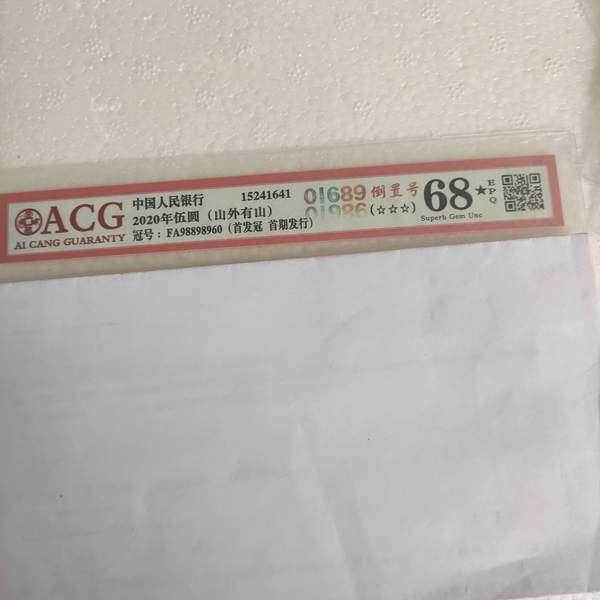 ACG
AI CANG GUARANTY
中国人民银行 15241641
2020年伍圆（山外有山）
冠号：FA98898960（首发冠 首期发行）
01689 倒置号
01986 (☆☆☆)
68★
EPQ
Superb Gem Unc